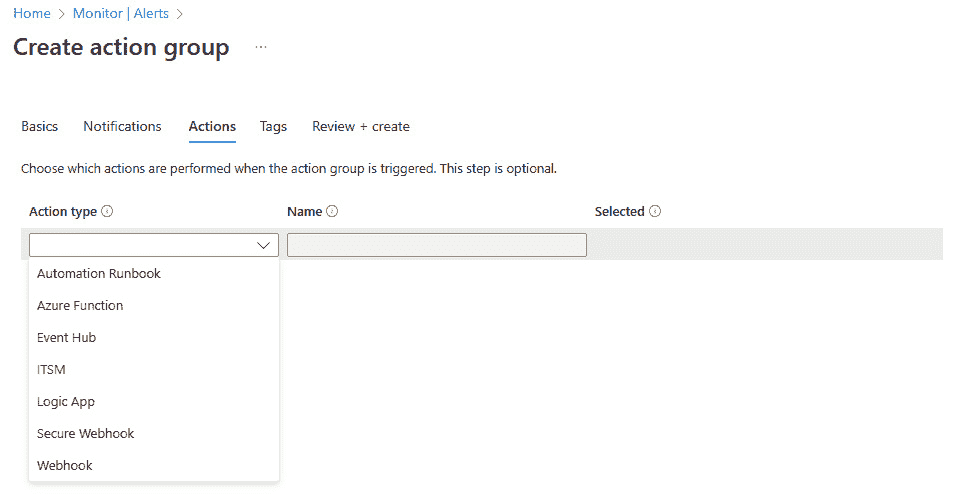 Home > Monitor | Alerts >
Create action group ...
Basics Notifications Actions Tags Review + create
Choose which actions are performed when the action group is triggered. This step is optional.
Action type Name Selected
Automation Runbook
Azure Function
Event Hub
ITSM
Logic App
Secure Webhook
Webhook